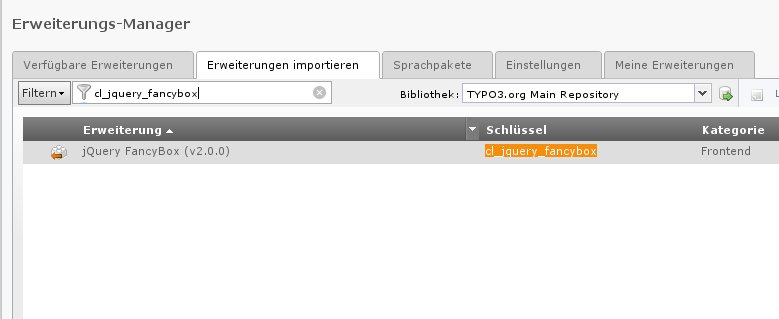 Erweiterungs-Manager
Verfügbare Erweiterungen Erweiterungen importieren Sprachpakete Einstellungen Meine Erweiterungen
Filtern cl_jquery_fancybox Bibliothek: TYPO3.org Main Repository
Erweiterung Schlüssel Kategorie
jQuery FancyBox (v2.0.0) cl_jquery_fancybox Frontend